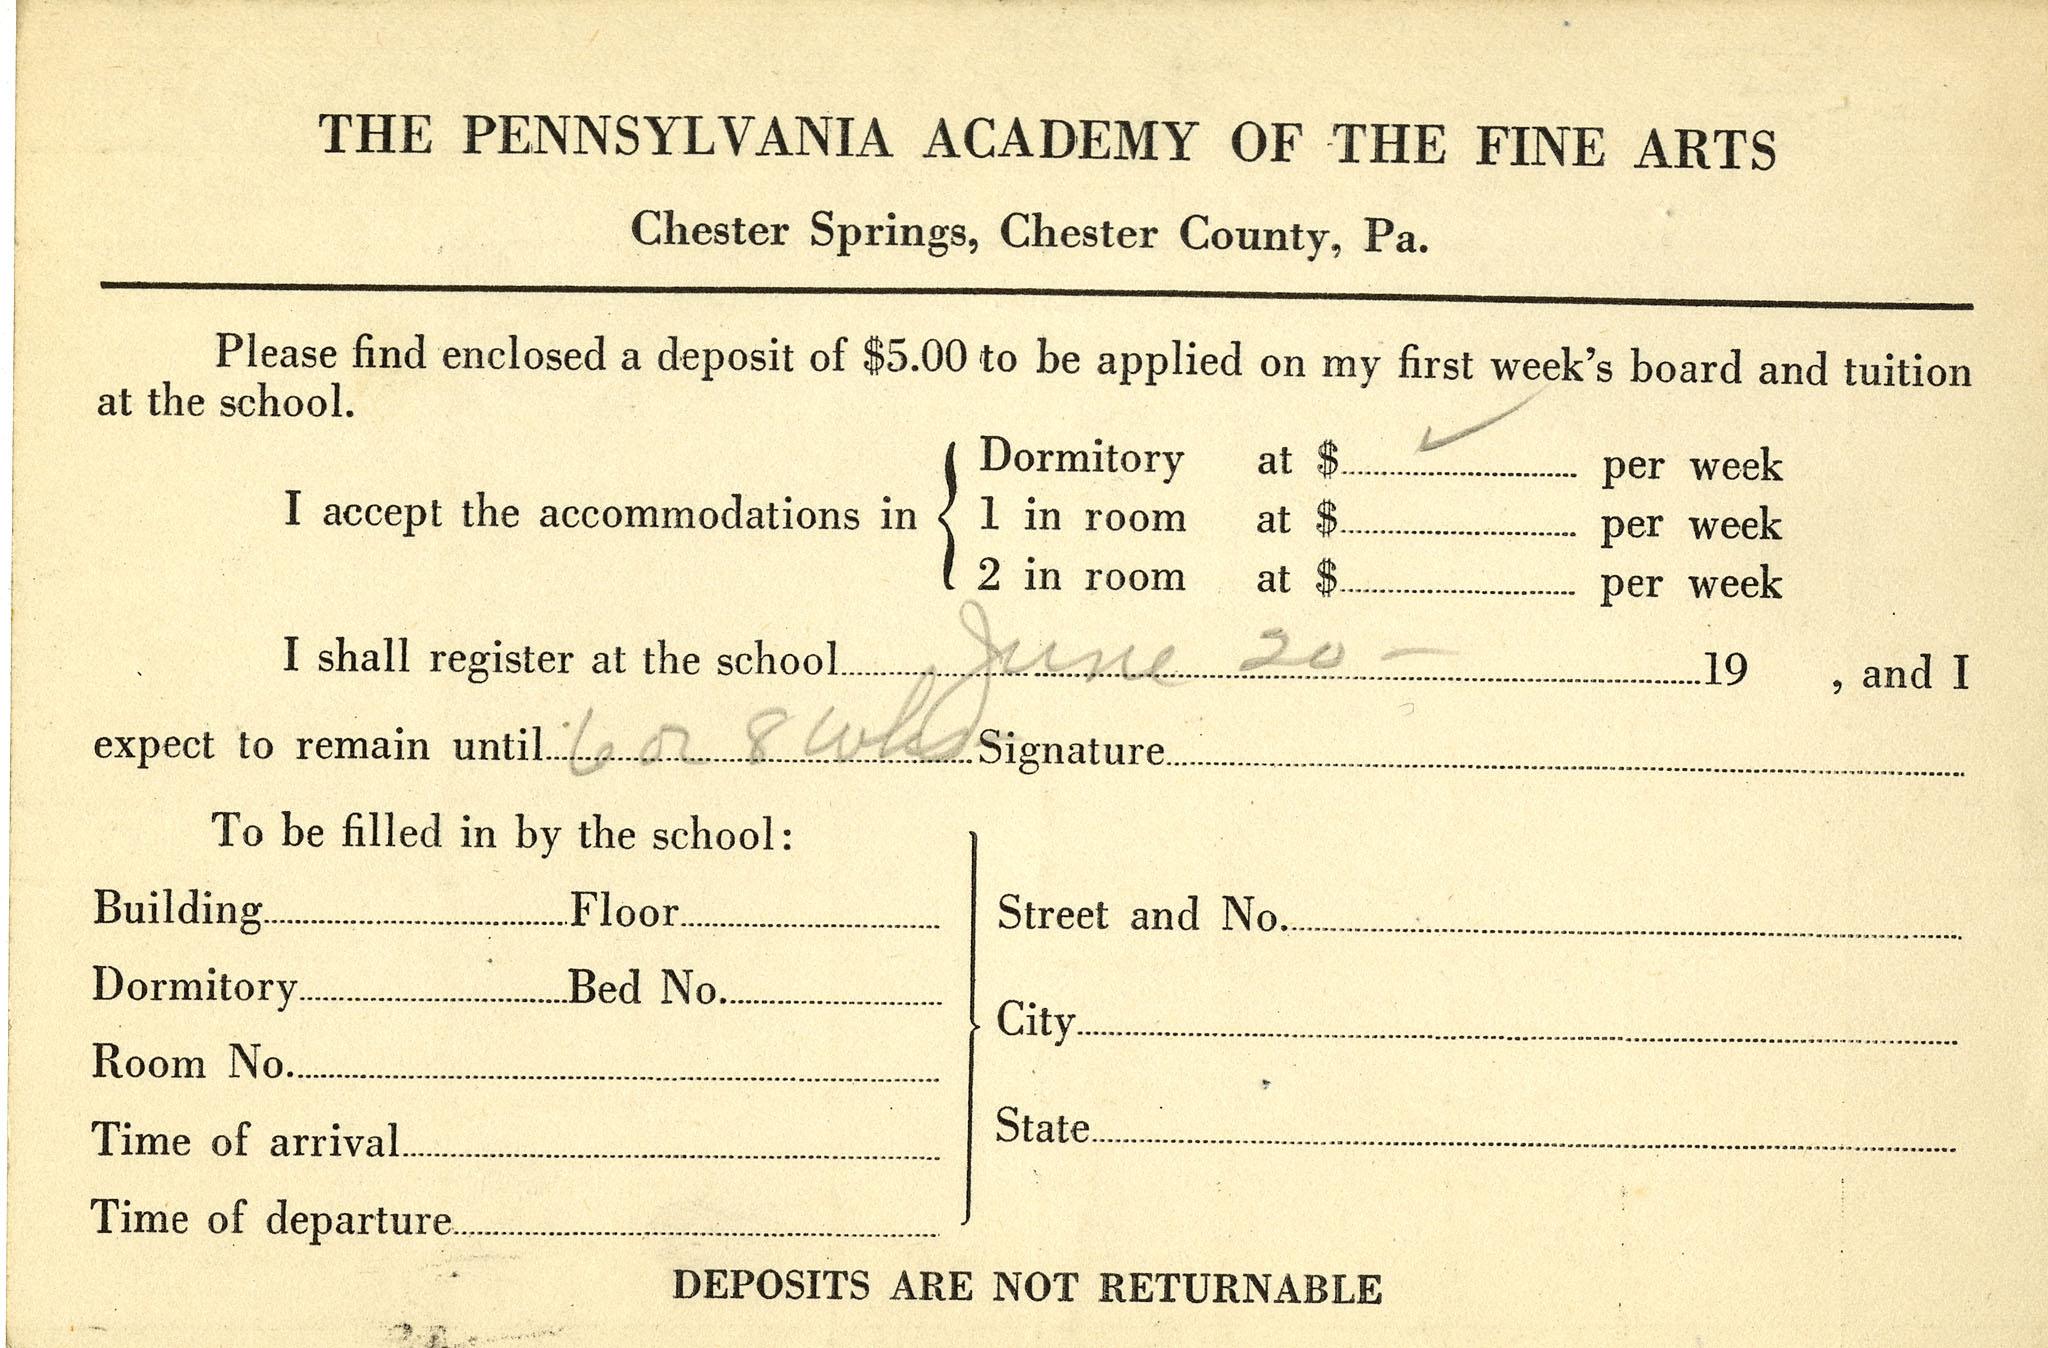 THE PENNSYLVANIA ACADEMY OF THE FINE ARTS
Chester Springs, Chester County, Pa.
Please find enclosed a deposit of $5.00 to be applied on my first week's board and tuition
at the school.
I accept the accommodations in { Dormitory at $ ✓ per week
1 in room at $ per week
2 in room at $ per week
I shall register at the school June 20 – 19 , and I
expect to remain until 6 or 8 wks Signature
To be filled in by the school:
Building Floor
Dormitory Bed No.
Room No.
Time of arrival
Time of departure
Street and No.
City
State
DEPOSITS ARE NOT RETURNABLE